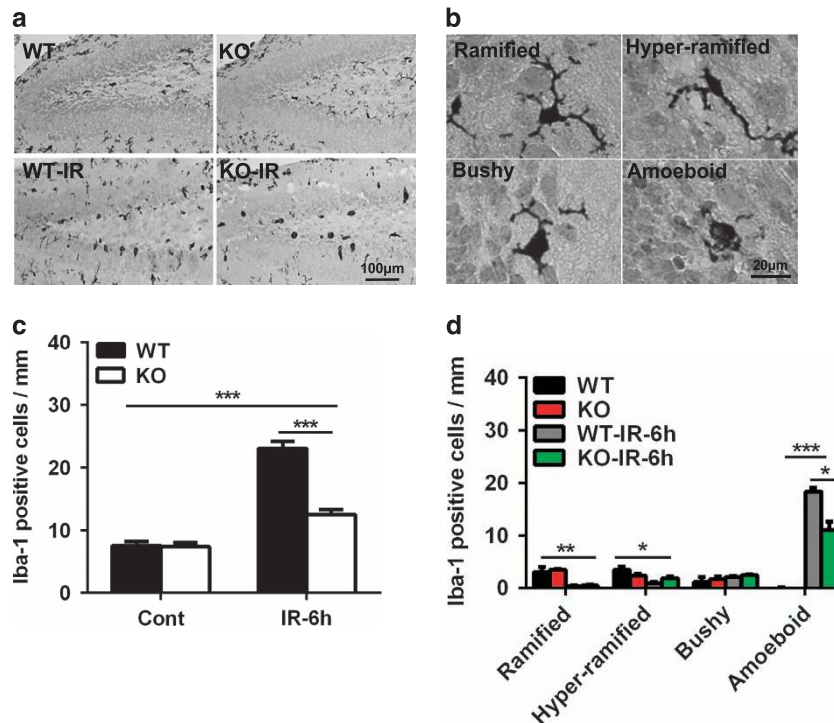 a
WT
KO
WT-IR
KO-IR
100µm
b
Ramified
Hyper-ramified
Bushy
Amoeboid
20µm
c
Iba-1 positive cells / mm
40
30
20
10
0
WT
KO
***
***
Cont
IR-6h
d
Iba-1 positive cells / mm
40
30
20
10
0
WT
KO
WT-IR-6h
KO-IR-6h
**
*
***
*
Ramified
Hyper-ramified
Bushy
Amoeboid